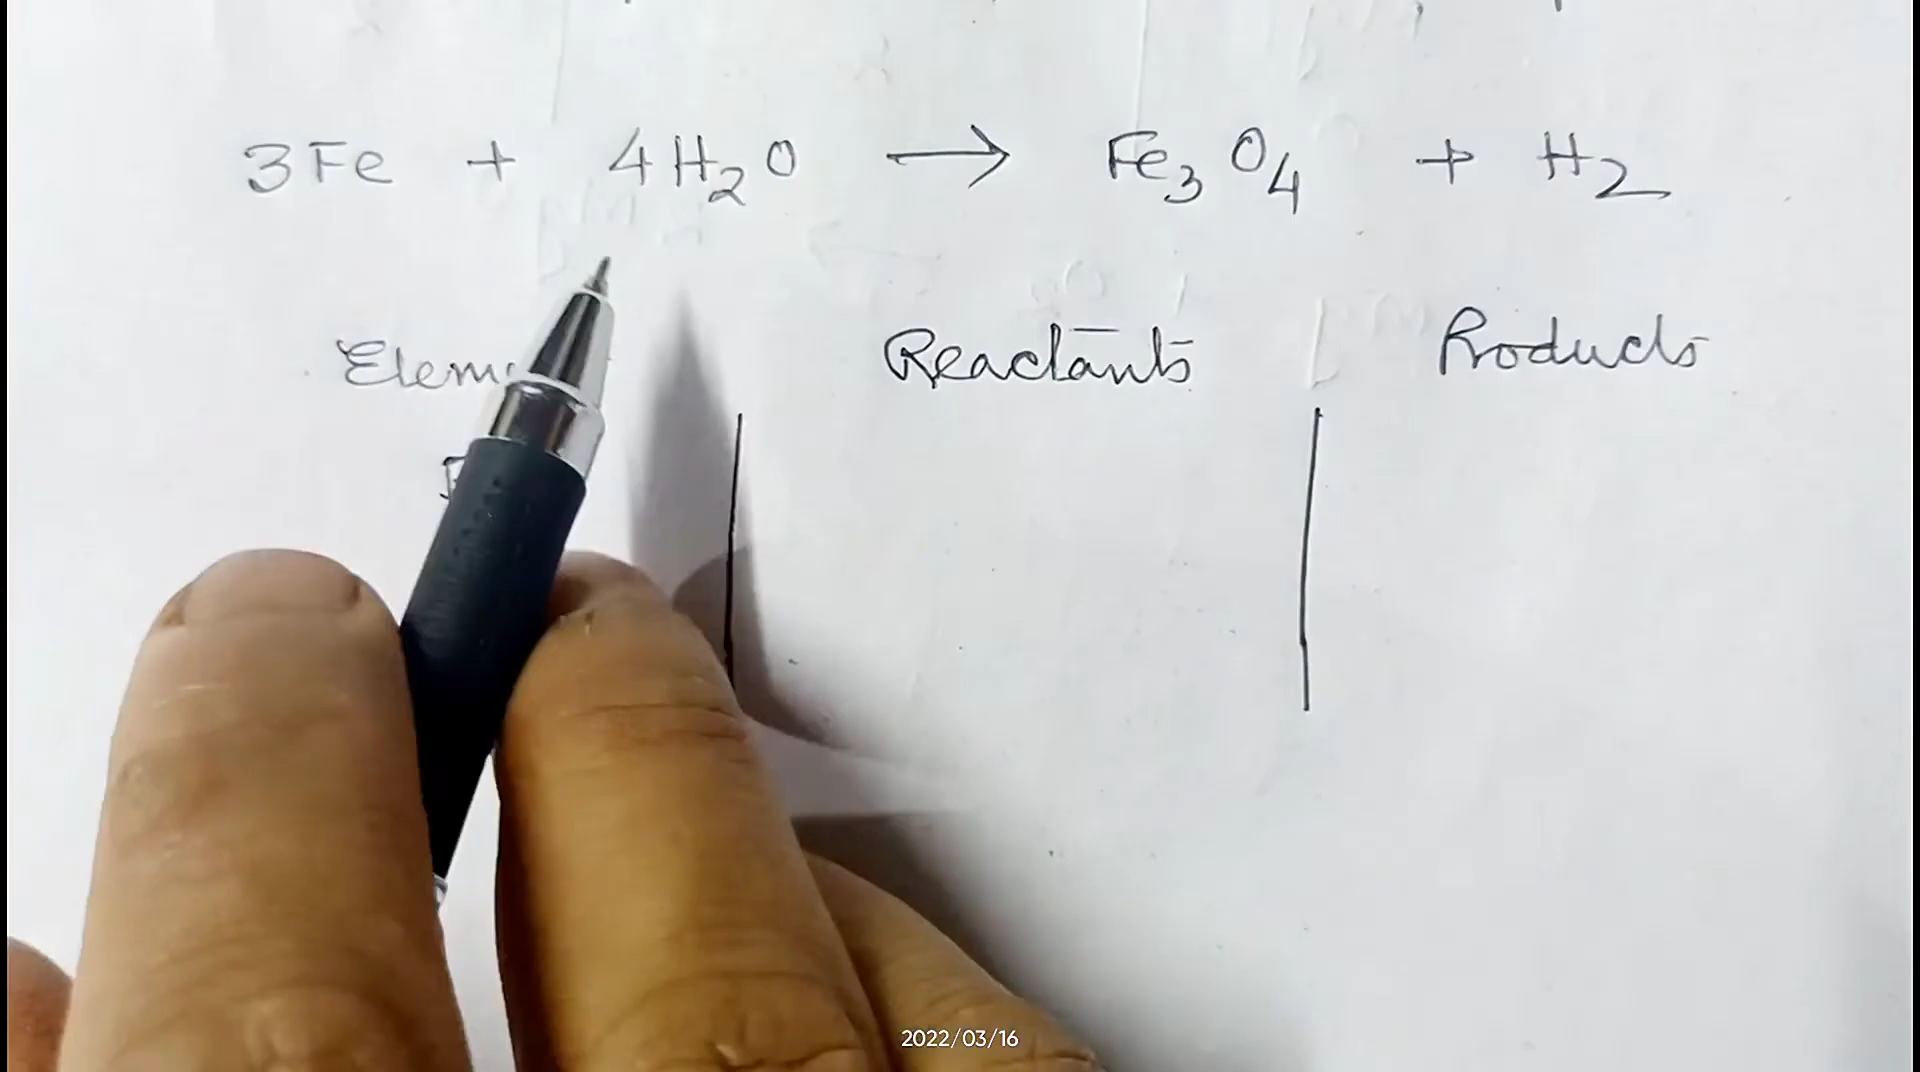 3Fe + 4H₂O → Fe₃O₄ + H₂
Reactants Products
2022/03/16